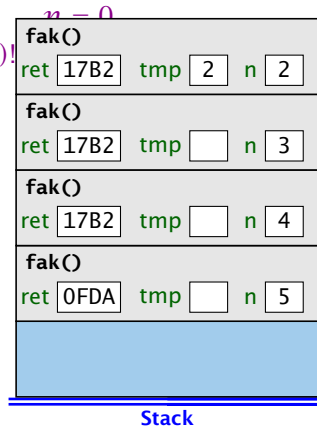 n = 0
)!
fak()
ret 17B2 tmp 2 n 2
fak()
ret 17B2 tmp n 3
fak()
ret 17B2 tmp n 4
fak()
ret 0FDA tmp n 5
Stack